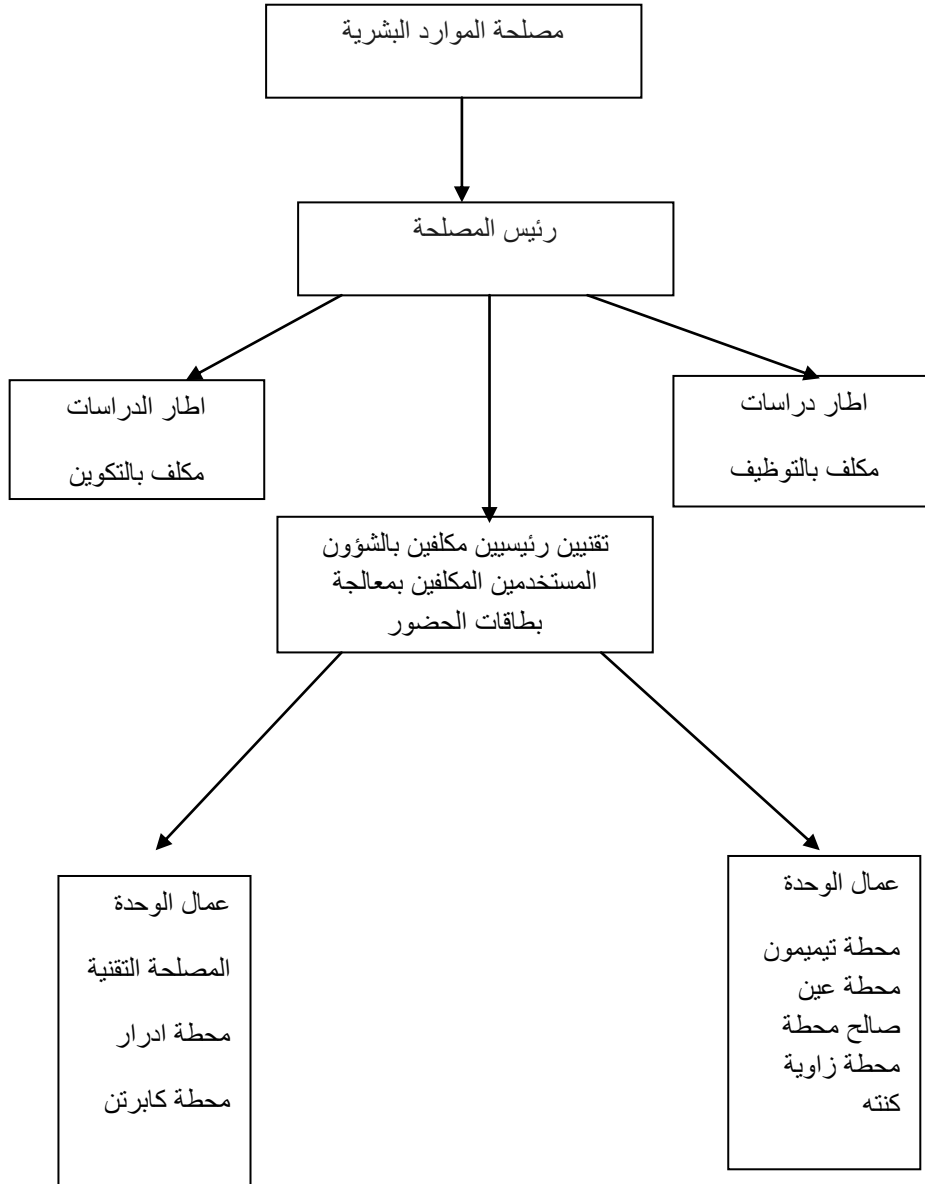 مصلحة الموارد البشرية
رئيس المصلحة
اطار دراسات
مكلف بالتوظيف
اطار الدراسات
مكلف بالتكوين
تقنيين رئيسيين مكلفين بالشؤون
المستخدمين المكلفين بمعالجة
بطاقات الحضور
عمال الوحدة
محطة تيميمون
محطة عين
صالح محطة
محطة زاوية
كنته
عمال الوحدة
المصلحة التقنية
محطة ادرار
محطة كابرتن